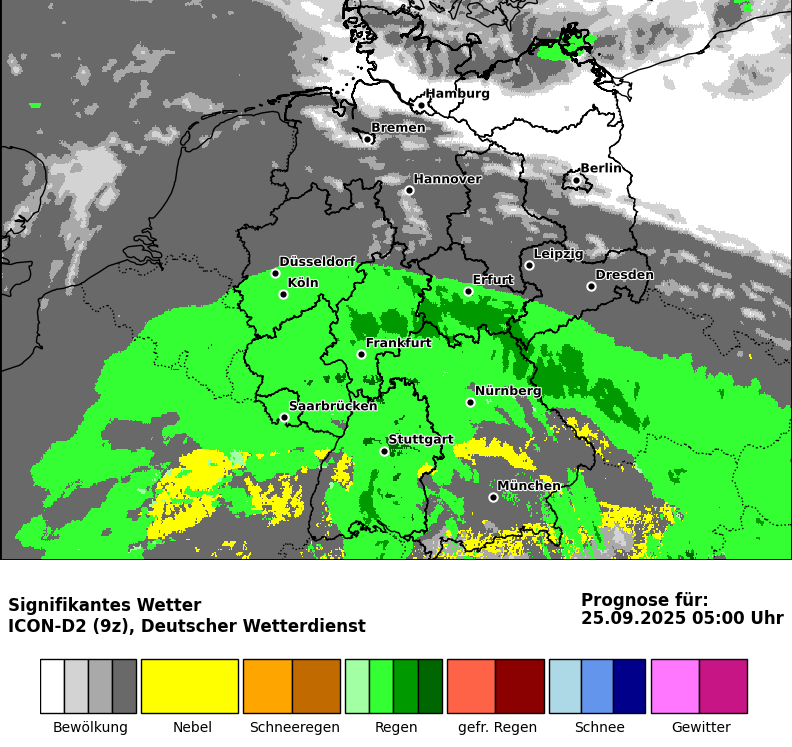 Hamburg
Bremen
Berlin
Hannover
Leipzig
Düsseldorf
Dresden
Köln
Erfurt
Frankfurt
Nürnberg
Saarbrücken
Stuttgart
München
Signifikantes Wetter
ICON-D2 (9z), Deutscher Wetterdienst
Prognose für:
25.09.2025 05:00 Uhr
Bewölkung
Nebel
Schneeregen
Regen
gefr. Regen
Schnee
Gewitter